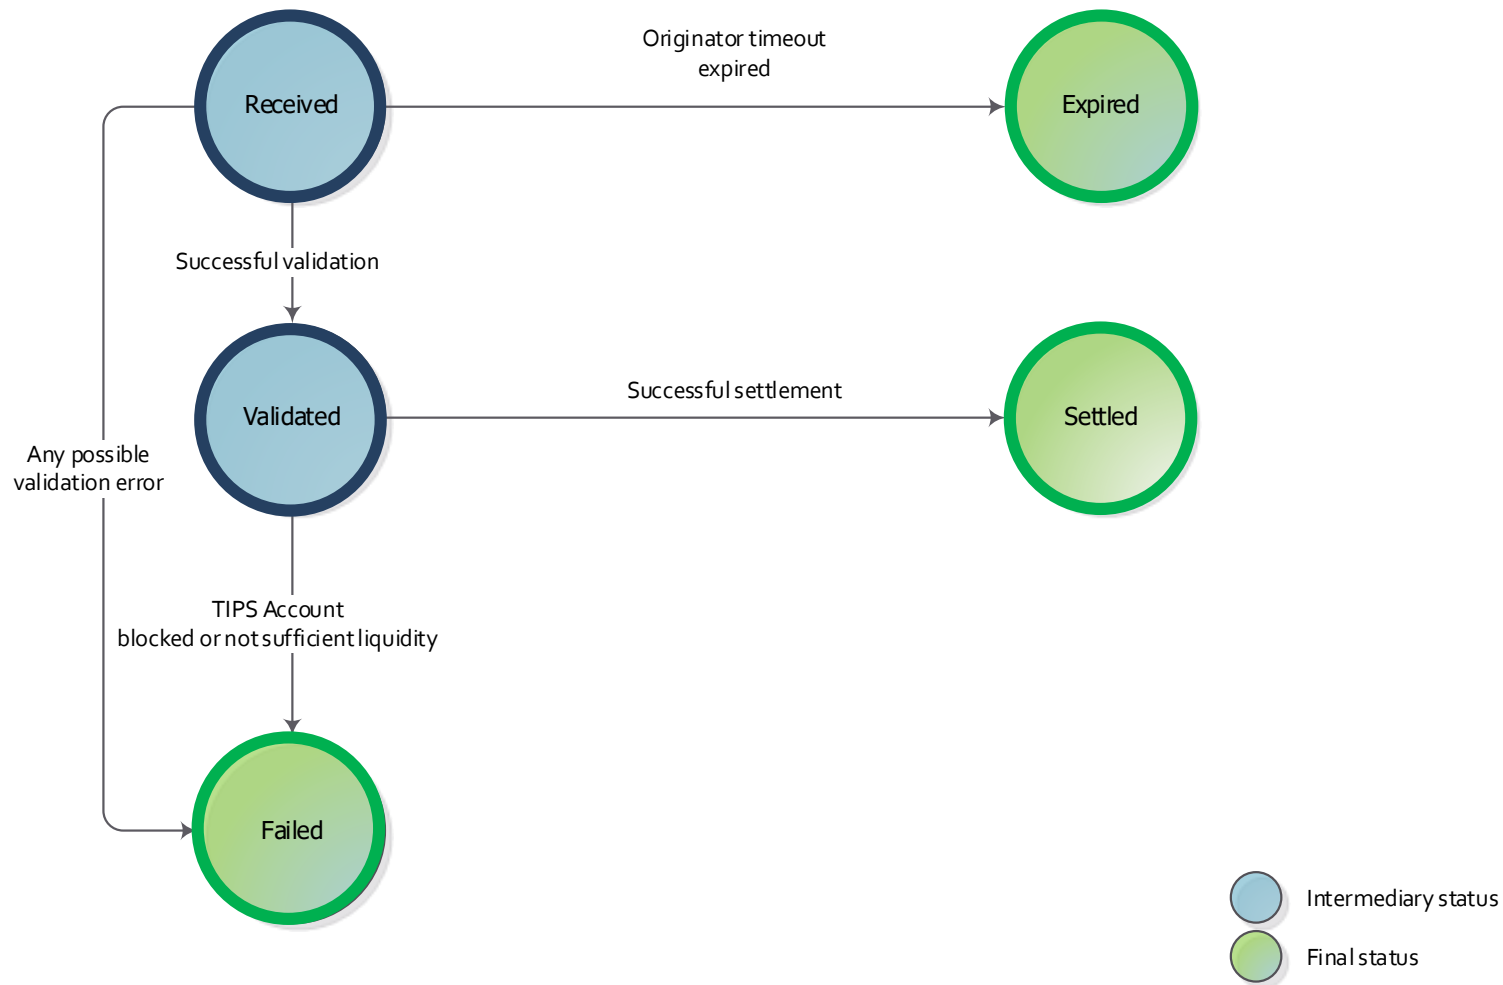 Originator timeout
expired
Received
Expired
Successful validation
Successful settlement
Validated
Settled
Any possible
validation error
TIPS Account
blocked or not sufficient liquidity
Failed
Intermediary status
Final status